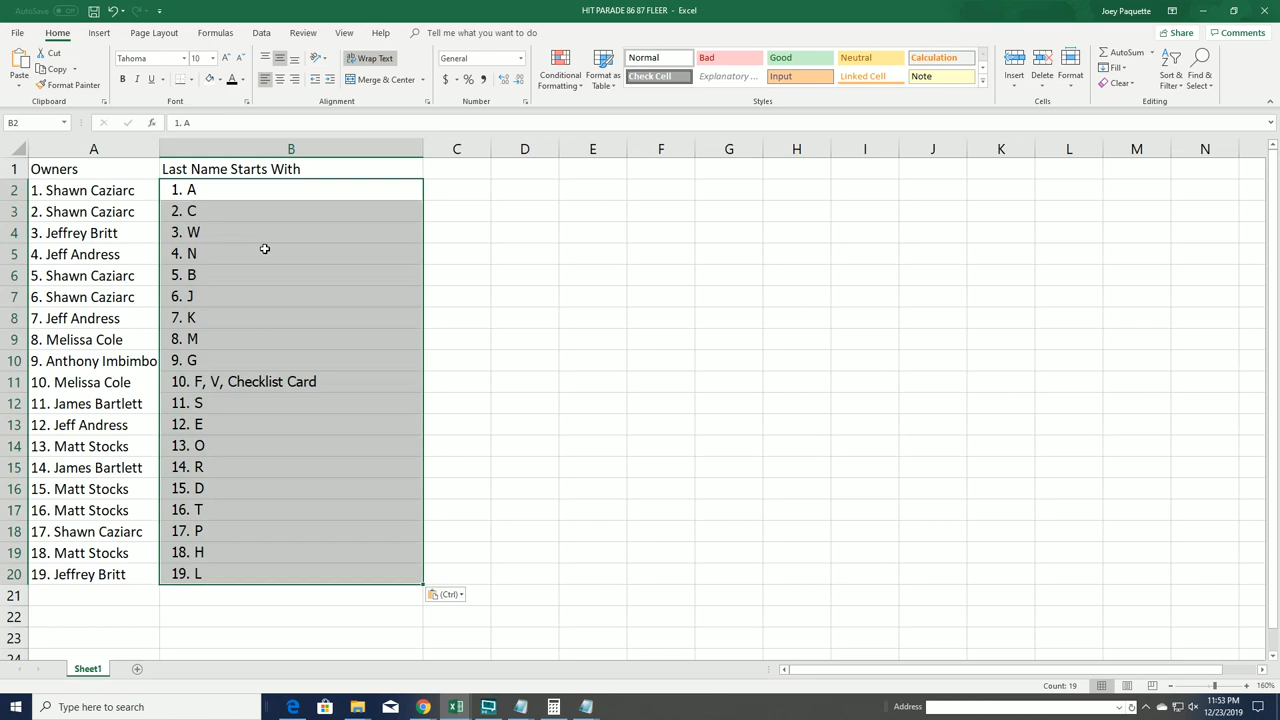 AutoSave Off
HIT PARADE 86 87 FLEER - Excel
Joey Paquette
File Home Insert Page Layout Formulas Data Review View Help Tell me what you want to do Share Comments
Paste
Cut
Copy
Format Painter
Clipboard
Tahoma 10
B I U
Font
Wrap Text
Merge & Center
Alignment
General
$ % ,
Number
Conditional Formatting
Format as Table
Normal Bad Good Neutral Calculation
Check Cell Explanatory ... Input Linked Cell Note
Styles
Insert Delete Format
Cells
AutoSum
Fill
Clear
Sort & Filter
Find & Select
Editing
B2 fx 1. A
A B C D E F G H I J K L M N
1 Owners Last Name Starts With
2 1. Shawn Caziarc 1. A
3 2. Shawn Caziarc 2. C
4 3. Jeffrey Britt 3. W
5 4. Jeff Andress 4. N
6 5. Shawn Caziarc 5. B
7 6. Shawn Caziarc 6. J
8 7. Jeff Andress 7. K
9 8. Melissa Cole 8. M
10 9. Anthony Imbimbo 9. G
11 10. Melissa Cole 10. F, V, Checklist Card
12 11. James Bartlett 11. S
13 12. Jeff Andress 12. E
14 13. Matt Stocks 13. O
15 14. James Bartlett 14. R
16 15. Matt Stocks 15. D
17 16. Matt Stocks 16. T
18 17. Shawn Caziarc 17. P
19 18. Matt Stocks 18. H
20 19. Jeffrey Britt 19. L
21 (Ctrl)
22
23
24
Sheet1
Count: 19 160%
Type here to search
Address
11:53 PM
12/23/2019